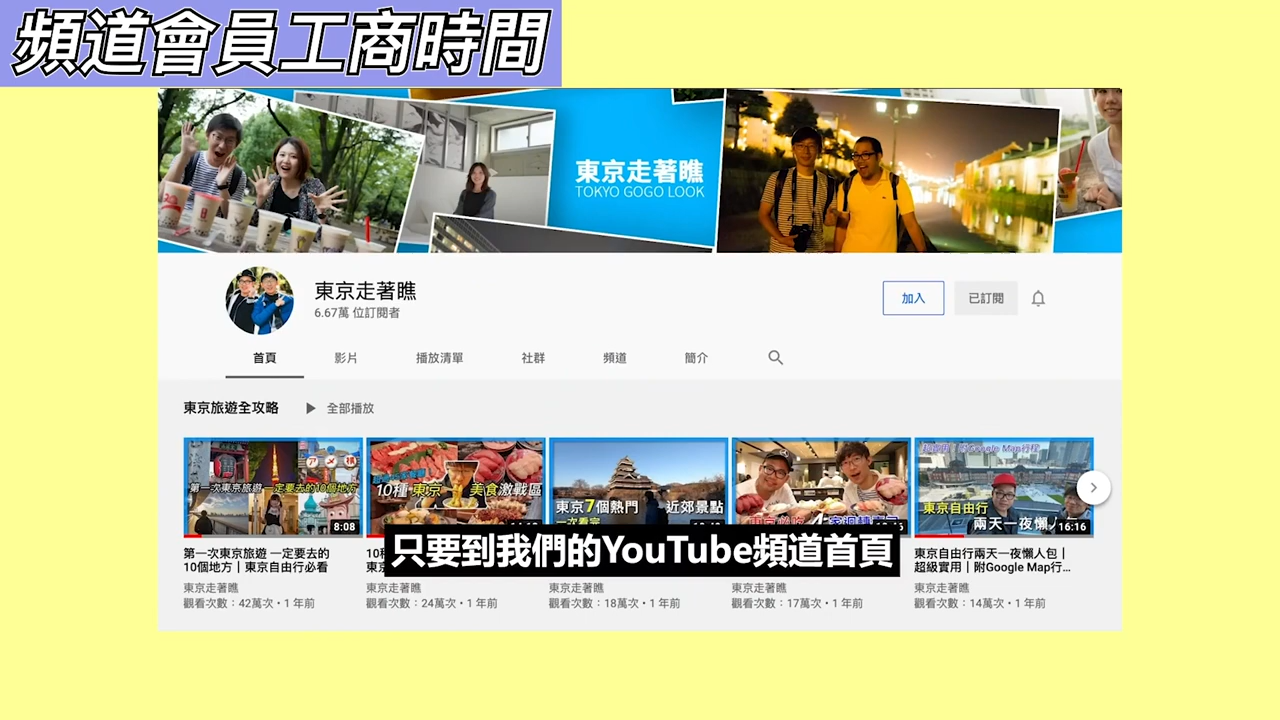 頻道會員工商時間
東京走著瞧
TOKYO GOGO LOOK
東京走著瞧
6.67萬 位訂閱者
加入
已訂閱
首頁
影片
播放清單
社群
頻道
簡介
東京旅遊全攻略
全部播放
第一次東京旅遊 一定要去的10個地方
8:08
10種 東京 美食激戰區
東京7個熱門 近郊景點
一次看完
東京自由行
兩天一夜懶人包
16:16
第一次東京旅遊 一定要去的
10個地方｜東京自由行必看
東京走著瞧
觀看次數：42萬次・1 年前
東京走著瞧
觀看次數：24萬次・1 年前
東京走著瞧
觀看次數：18萬次・1 年前
東京走著瞧
觀看次數：17萬次・1 年前
東京自由行兩天一夜懶人包｜
超級實用｜附Google Map行...
東京走著瞧
觀看次數：14萬次・1 年前
只要到我們的YouTube頻道首頁